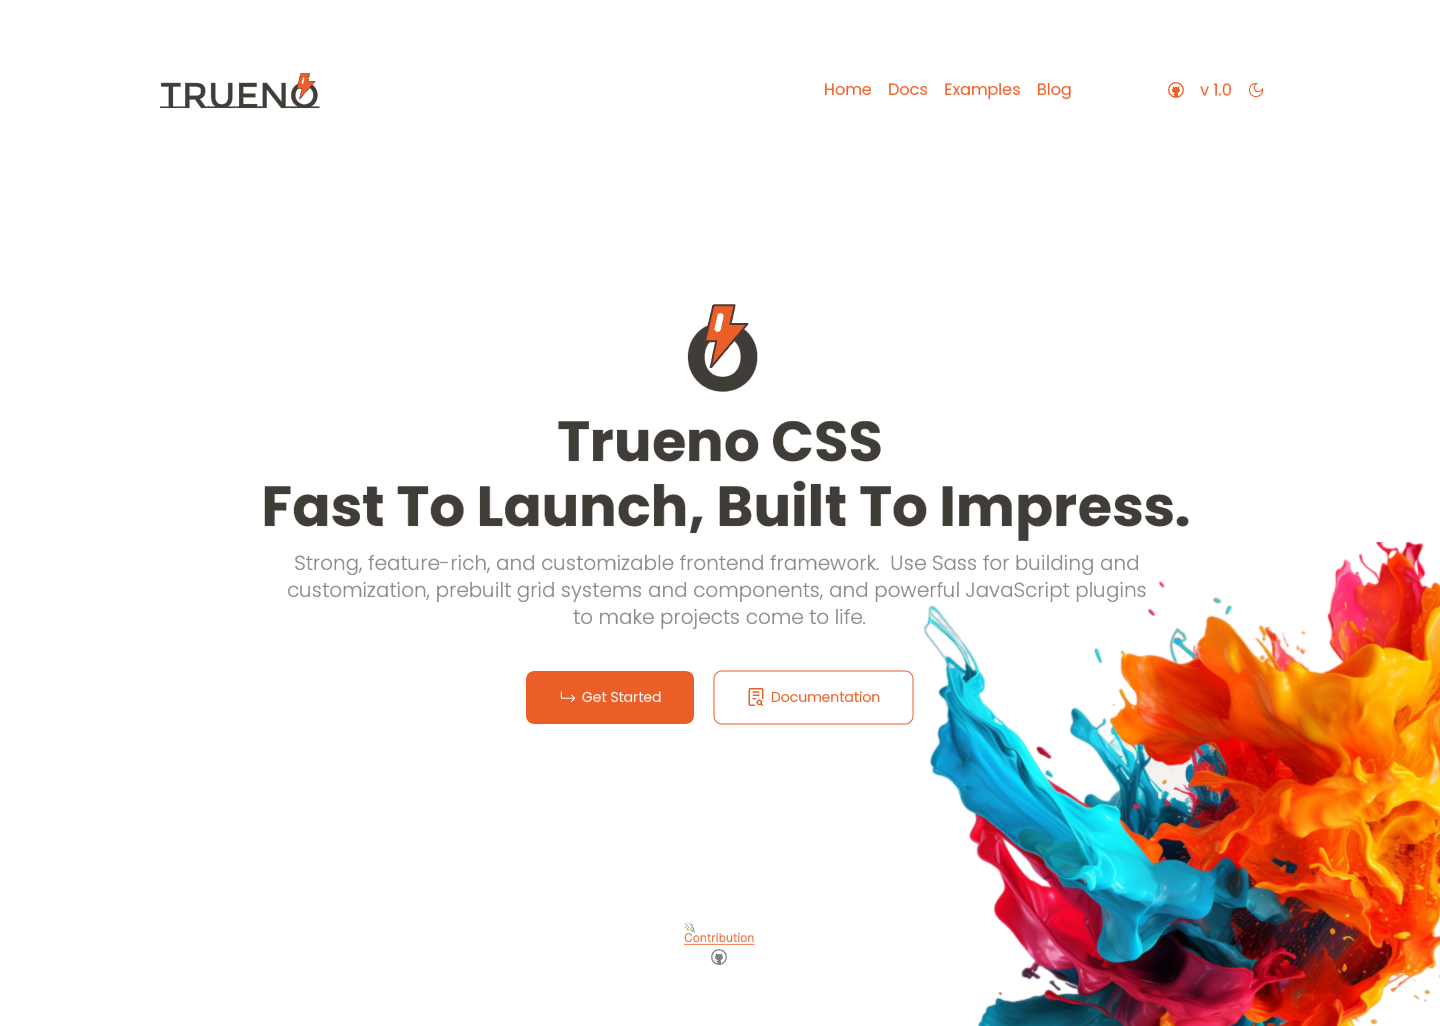 TRUENO
Home Docs Examples Blog v 1.0
Trueno CSS
Fast To Launch, Built To Impress.
Strong, feature-rich, and customizable frontend framework. Use Sass for building and
customization, prebuilt grid systems and components, and powerful JavaScript plugins
to make projects come to life.
Get Started
Documentation
Contribution